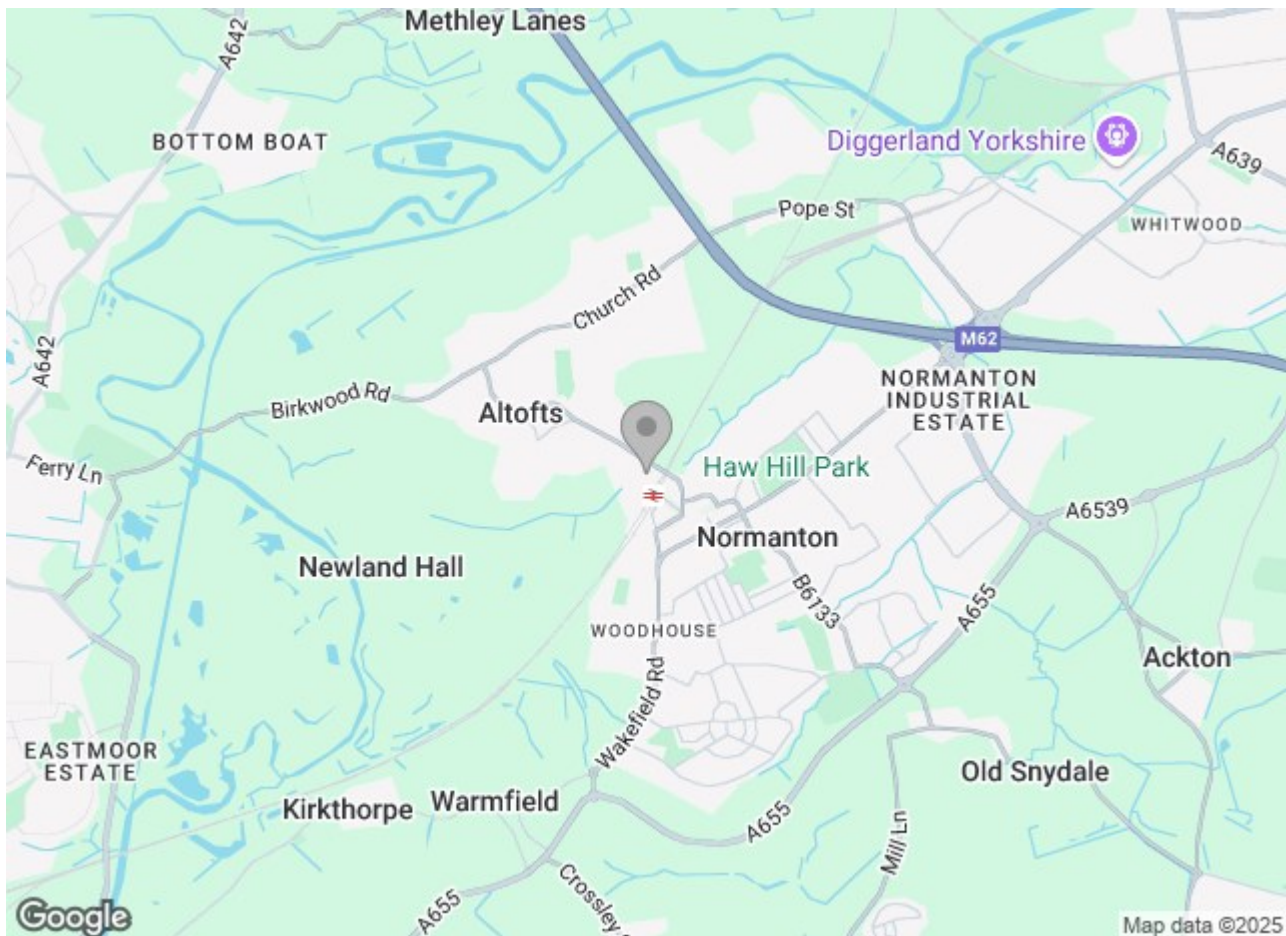 Methley Lanes
A642
BOTTOM BOAT
Diggerland Yorkshire
A639
Pope St
WHITWOOD
Church Rd
M62
A642
Birkwood Rd
Altofts
NORMANTON
INDUSTRIAL
ESTATE
Ferry Ln
Haw Hill Park
A6539
Normanton
Newland Hall
B6133
A655
WOODHOUSE
Ackton
Wakefield Rd
EASTMOOR
ESTATE
Old Snydale
Kirkthorpe
Warmfield
A655
Mill Ln
A655
Crossley
Google
Map data ©2025